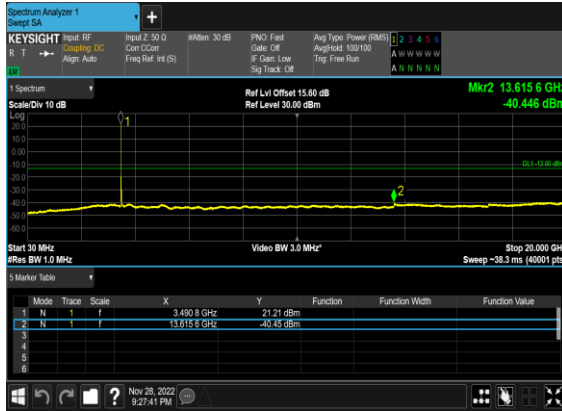 Spectrum Analyzer 1
Swept SA
+
KEYSIGHT Input: RF Input Z: 50 Ω #Atten: 30 dB PNO: Fast Avg Type: Power (RMS) 1 2 3 4 5 6
R T Coupling: DC Corr CCorr Gate: Off Avg|Hold: 100/100 A W W W W W
Align: Auto Freq Ref: Int (S) IF Gain: Low Trig: Free Run
Sig Track: Off A N N N N N
LU
1 Spectrum Ref Lvl Offset 15.60 dB Mkr2 13.615 6 GHz
Scale/Div 10 dB Ref Level 30.00 dBm -40.446 dBm
Log
20.0
10.0
0.00
-10.0
-20.0
-30.0
-40.0
-50.0
-60.0
1
DL1 -13.00 dBm
2
Start 30 MHz Video BW 3.0 MHz* Stop 20.000 GHz
#Res BW 1.0 MHz Sweep ~38.3 ms (40001 pts)
5 Marker Table
Mode Trace Scale X Y Function Function Width Function Value
1 N 1 f 3.490 8 GHz 21.21 dBm
2 N 1 f 13.615 6 GHz -40.45 dBm
3
4
5
6
? Nov 28, 2022
9:27:41 PM